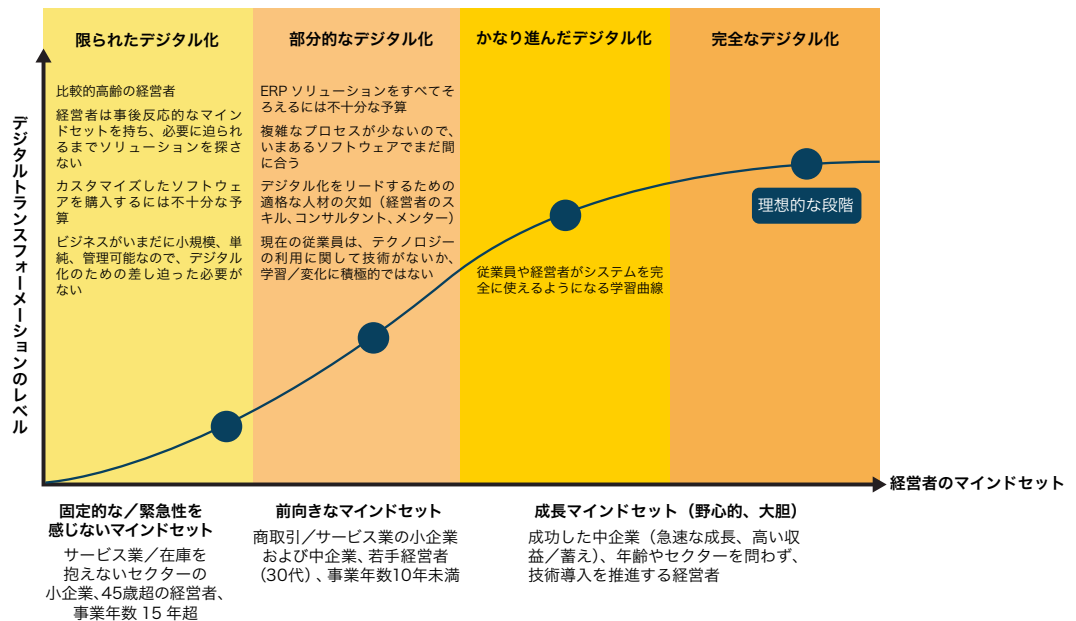 限られたデジタル化
部分的なデジタル化
かなり進んだデジタル化
完全なデジタル化
デジタルトランスフォーメーションのレベル
比較的高齢の経営者
経営者は事後反応的なマイン
ドセットを持ち、必要に迫られ
るまでソリューションを探さ
ない
カスタマイズしたソフトウェ
アを購入するには不十分な予
算
ビジネスがいまだに小規模、単
純、管理可能なので、デジタル
化のための差し迫った必要が
ない
ERP ソリューションをすべてそ
ろえるには不十分な予算
複雑なプロセスが少ないので、
いまあるソフトウェアでまだ間
に合う
デジタル化をリードするための
適格な人材の欠如（経営者のス
キル、コンサルタント、メンター）
現在の従業員は、テクノロジー
の利用に関して技術がないか、
学習／変化に積極的ではない
従業員や経営者がシステムを完
全に使えるようになる学習曲線
理想的な段階
経営者のマインドセット
固定的な／緊急性を
感じないマインドセット
サービス業／在庫を
抱えないセクターの
小企業、45歳超の経営者、
事業年数 15 年超
前向きなマインドセット
商取引／サービス業の小企業
および中企業、若手経営者
（30代）、事業年数10年未満
成長マインドセット（野心的、大胆）
成功した中企業（急速な成長、高い収
益／蓄え）、年齢やセクターを問わず、
技術導入を推進する経営者